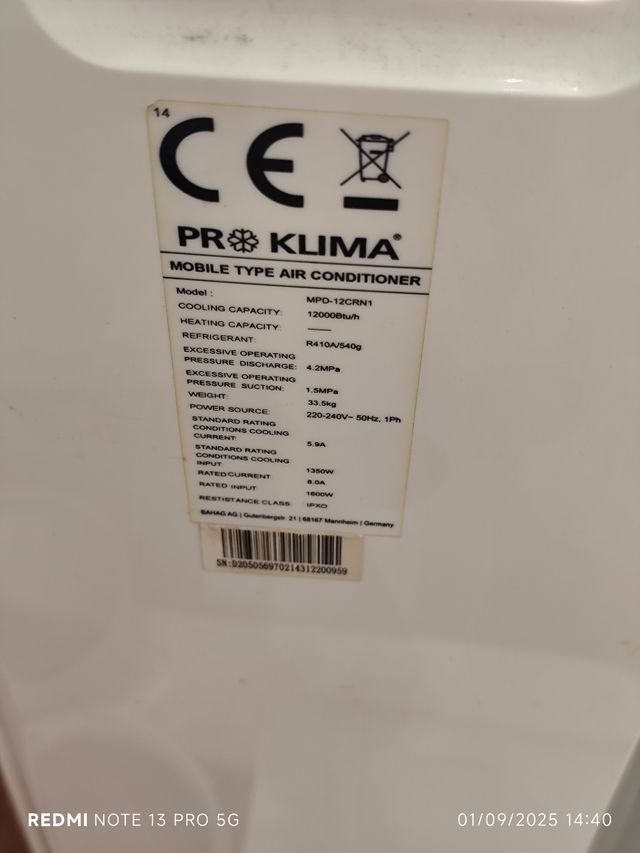 14
CE
PRO KLIMA®
MOBILE TYPE AIR CONDITIONER
Model : MPD-12CRN1
COOLING CAPACITY: 12000Btu/h
HEATING CAPACITY: ——
REFRIGERANT: R410A/540g
EXCESSIVE OPERATING
PRESSURE DISCHARGE: 4.2MPa
EXCESSIVE OPERATING
PRESSURE SUCTION: 1.5MPa
WEIGHT: 33.5kg
POWER SOURCE: 220-240V~ 50Hz, 1Ph
STANDARD RATING
CONDITIONS COOLING
CURRENT: 5.9A
STANDARD RATING
CONDITIONS COOLING
INPUT: 1350W
RATED CURRENT: 8.0A
RATED INPUT: 1600W
RESTISTANCE CLASS: IPX0
BAHAG AG | Gutenbergstr. 21 | 68167 Mannheim | Germany
SN:D205056970214312200959
REDMI NOTE 13 PRO 5G
01/09/2025 14:40